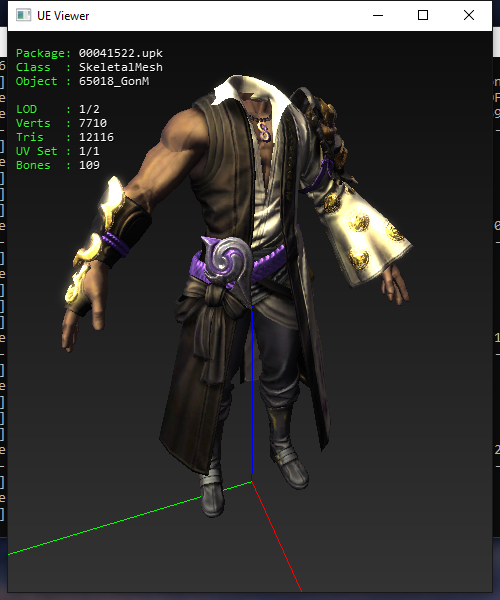 UE Viewer
Package: 00041522.upk
Class : SkeletalMesh
Object : 65018_GonM
LOD : 1/2
Verts : 7710
Tris : 12116
UV Set : 1/1
Bones : 109